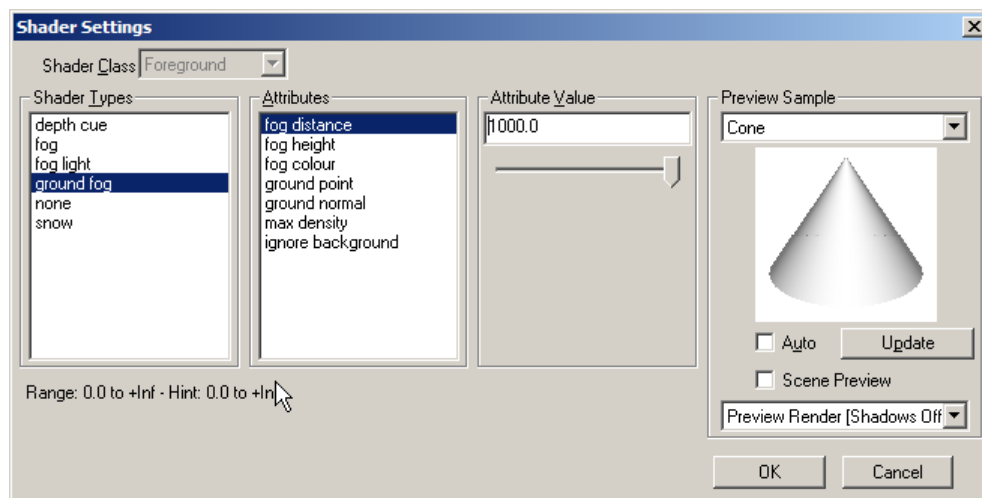 Shader Settings
Shader Class Foreground
Shader Types
depth cue
fog
fog light
ground fog
none
snow
Attributes
fog distance
fog height
fog colour
ground point
ground normal
max density
ignore background
Attribute Value
1000.0
Preview Sample
Cone
Auto
Update
Scene Preview
Preview Render [Shadows Off
Range: 0.0 to +Inf - Hint: 0.0 to +In
OK
Cancel